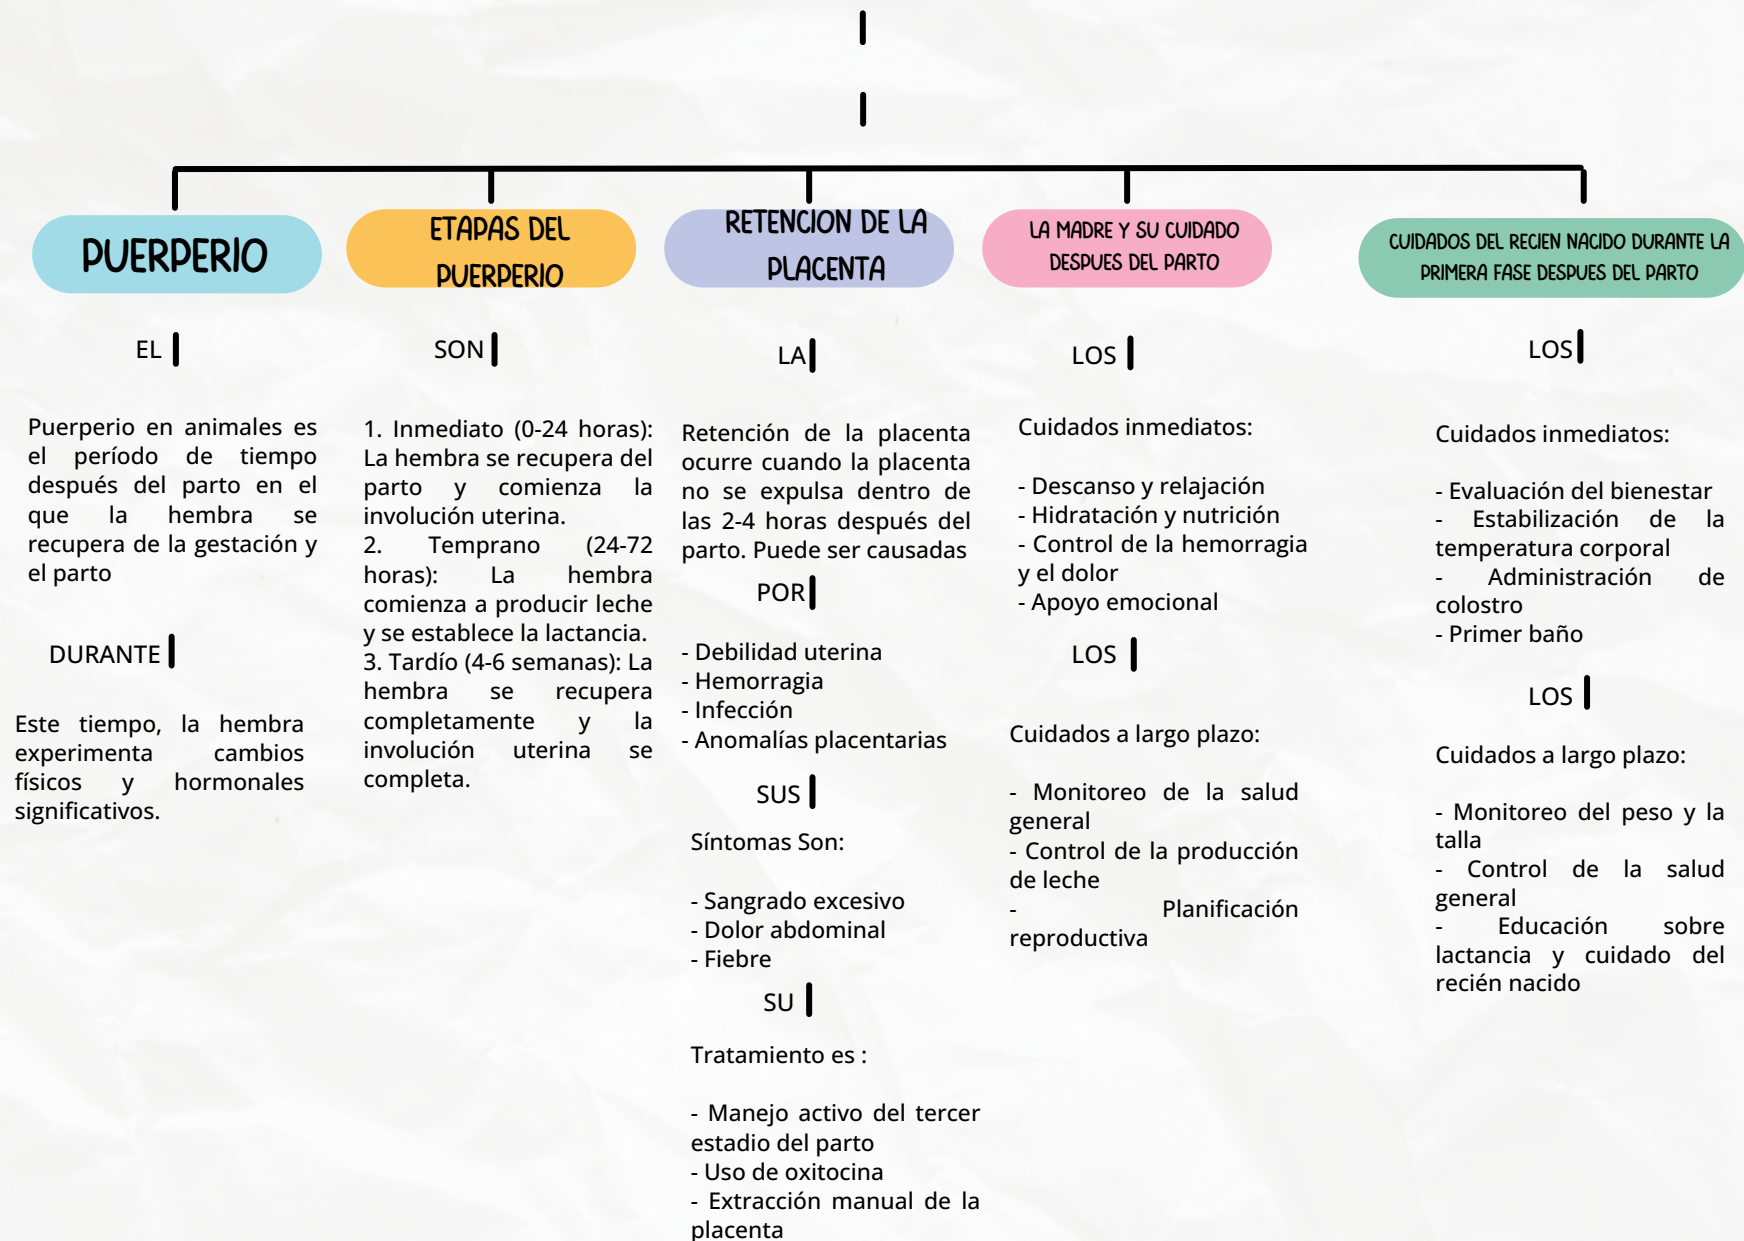 PUERPERIO
EL
Puerperio en animales es
el período de tiempo
después del parto en el
que la hembra se
recupera de la gestación y
el parto
DURANTE
Este tiempo, la hembra
experimenta cambios
físicos y hormonales
significativos.
ETAPAS DEL
PUERPERIO
SON
1. Inmediato (0-24 horas):
La hembra se recupera del
parto y comienza la
involución uterina.
2. Temprano (24-72
horas): La hembra
comienza a producir leche
y se establece la lactancia.
3. Tardío (4-6 semanas): La
hembra se recupera
completamente y la
involución uterina se
completa.
RETENCION DE LA
PLACENTA
LA
Retención de la placenta
ocurre cuando la placenta
no se expulsa dentro de
las 2-4 horas después del
parto. Puede ser causadas
POR
- Debilidad uterina
- Hemorragia
- Infección
- Anomalías placentarias
SUS
Síntomas Son:
- Sangrado excesivo
- Dolor abdominal
- Fiebre
SU
Tratamiento es :
- Manejo activo del tercer
estadio del parto
- Uso de oxitocina
- Extracción manual de la
placenta
LA MADRE Y SU CUIDADO
DESPUES DEL PARTO
LOS
Cuidados inmediatos:
- Descanso y relajación
- Hidratación y nutrición
- Control de la hemorragia
y el dolor
- Apoyo emocional
LOS
Cuidados a largo plazo:
- Monitoreo de la salud
general
- Control de la producción
de leche
- Planificación
reproductiva
CUIDADOS DEL RECIEN NACIDO DURANTE LA
PRIMERA FASE DESPUES DEL PARTO
LOS
Cuidados inmediatos:
- Evaluación del bienestar
- Estabilización de la
temperatura corporal
- Administración de
colostro
- Primer baño
LOS
Cuidados a largo plazo:
- Monitoreo del peso y la
talla
- Control de la salud
general
- Educación sobre
lactancia y cuidado del
recién nacido